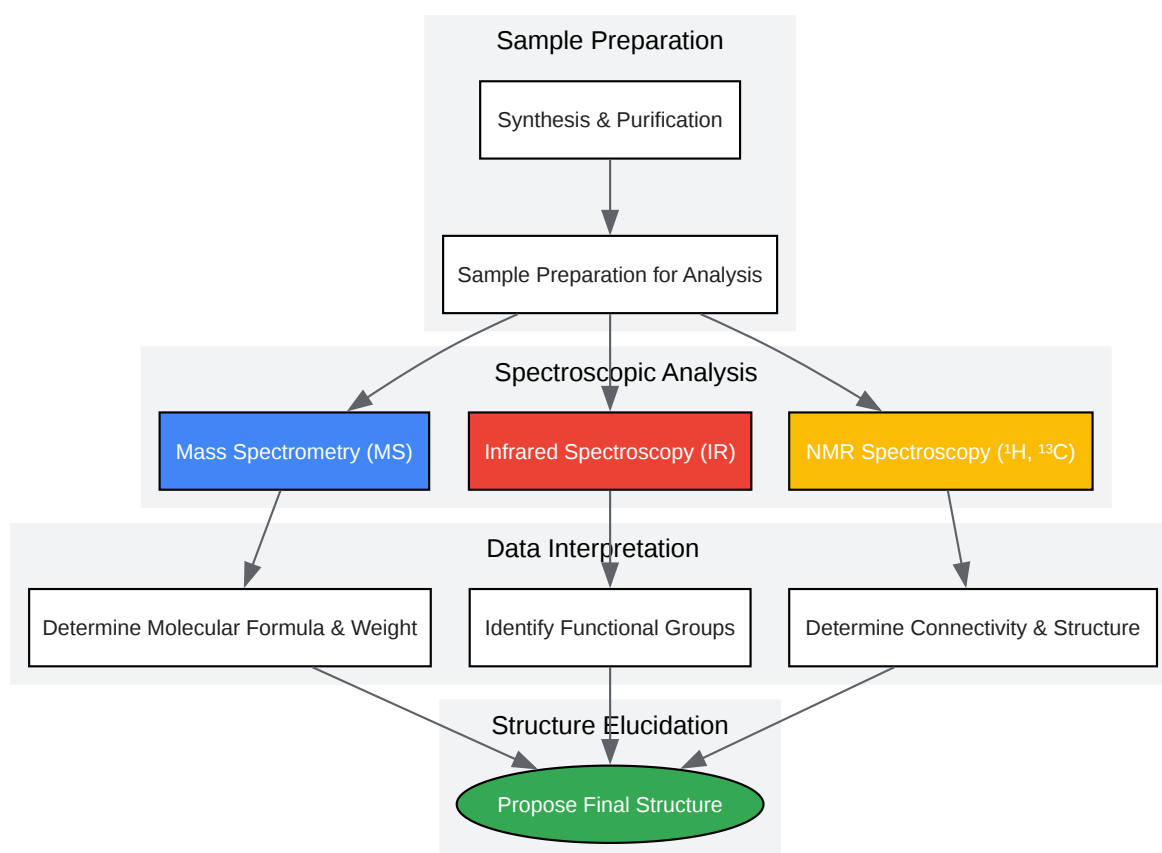 Sample Preparation
Synthesis & Purification
Sample Preparation for Analysis
Spectroscopic Analysis
Mass Spectrometry (MS)
Infrared Spectroscopy (IR)
NMR Spectroscopy (¹H, ¹³C)
Data Interpretation
Determine Molecular Formula & Weight
Identify Functional Groups
Determine Connectivity & Structure
Structure Elucidation
Propose Final Structure